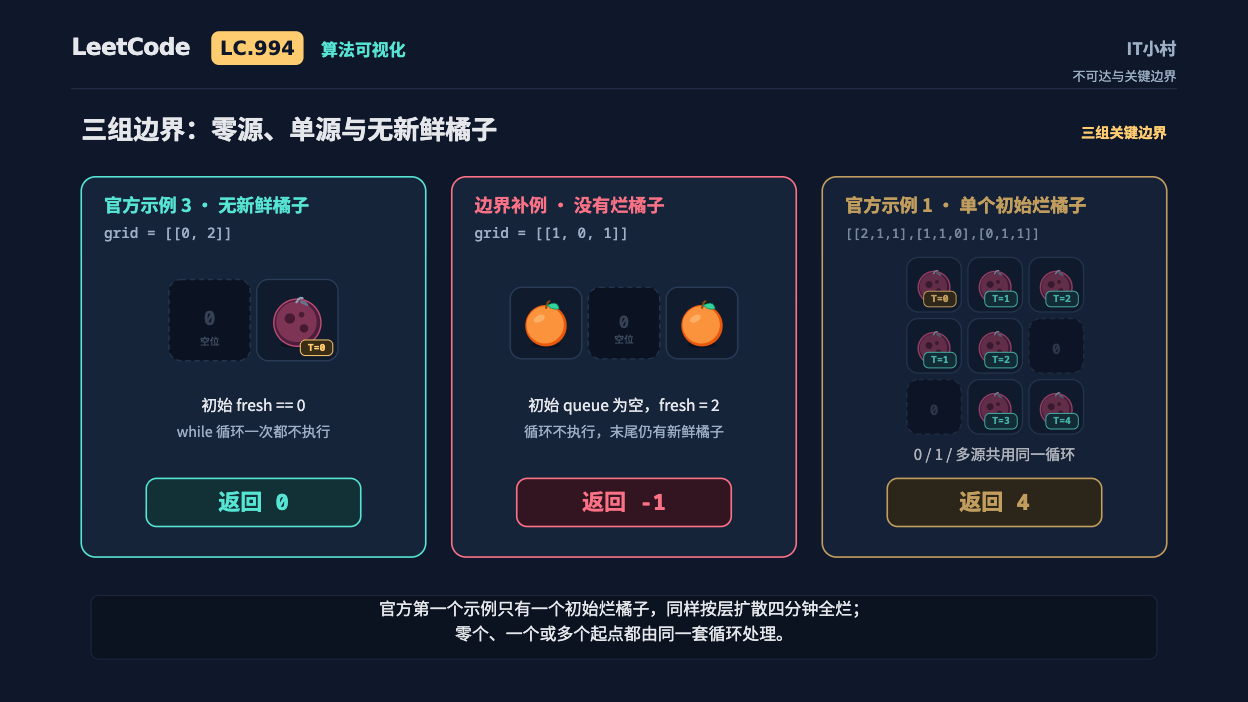 LeetCode LC.994 算法可视化
IT小村
不可达与关键边界
三组边界：零源、单源与无新鲜橘子
三组关键边界
官方示例 3 · 无新鲜橘子
grid = [[0, 2]]
0
空位
T=0
初始 fresh == 0
while 循环一次都不执行
返回 0
边界补例 · 没有烂橘子
grid = [[1, 0, 1]]
0
空位
初始 queue 为空，fresh = 2
循环不执行，末尾仍有新鲜橘子
返回 -1
官方示例 1 · 单个初始烂橘子
[[2,1,1],[1,1,0],[0,1,1]]
T=0 T=1 T=2
T=1 T=2 0
0 T=3 T=4
0 / 1 / 多源共用同一循环
返回 4
官方第一个示例只有一个初始烂橘子，同样按层扩散四分钟全烂；
零个、一个或多个起点都由同一套循环处理。